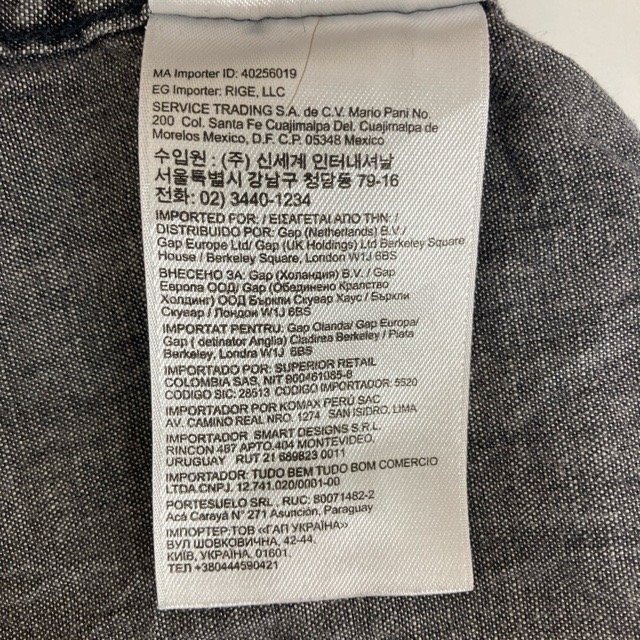 MA Importer ID: 40256019
EG Importer: RIGE, LLC
SERVICE TRADING S.A. de C.V. Mario Pani No.
200 Col. Santa Fe Cuajimalpa Del. Cuajimalpa de
Morelos Mexico, D.F. C.P. 05348 Mexico
수입원 : (주) 신세계 인터내셔날
서울특별시 강남구 청담동 79-16
전화: 02) 3440-1234
IMPORTED FOR: / ΕΙΣΑΓΕΤΑΙ ΑΠΟ ΤΗΝ: /
DISTRIBUIDO POR: Gap (Netherlands) B.V./
Gap Europe Ltd/ Gap (UK Holdings) Ltd Berkeley Square
House / Berkeley Square, London W1J 6BS
ВНЕСЕНО ЗА: Gap (Холандия) B.V. / Gap
Европа ООД/ Gap (Обединено Кралство
Холдинг) ООД Бъркли Скуеър Хаус / Бъркли
Скуеър / Лондон W1J 6BS
IMPORTAT PENTRU: Gap Olanda/ Gap Europa/
Gap ( detinator Anglia) Cladirea Berkeley / Piata
Berkeley, Londra W1J 6BS
IMPORTADO POR: SUPERIOR RETAIL
COLOMBIA SAS, NIT 900461085-8
CODIGO SIC: 28513 CODIGO IMPORTADOR: 5520
IMPORTADOR POR KOMAX PERÚ SAC
AV. CAMINO REAL NRO. 1274 SAN ISIDRO, LIMA
IMPORTADOR: SMART DESIGNS S.R.L.
RINCON 487 APTO.404 MONTEVIDEO,
URUGUAY RUT 21 689823 0011
IMPORTADOR: TUDO BEM TUDO BOM COMERCIO
LTDA.CNPJ. 12.741.020/0001-00
PORTESUELO SRL , RUC: 80071482-2
Acá Carayá N° 271 Asunción, Paraguay
ІМПОРТЕР:ТОВ «ГАП УКРАЇНА»
ВУЛ ШОВКОВИЧНА, 42-44,
КИЇВ, УКРАЇНА, 01601.
ТЕЛ +380444590421